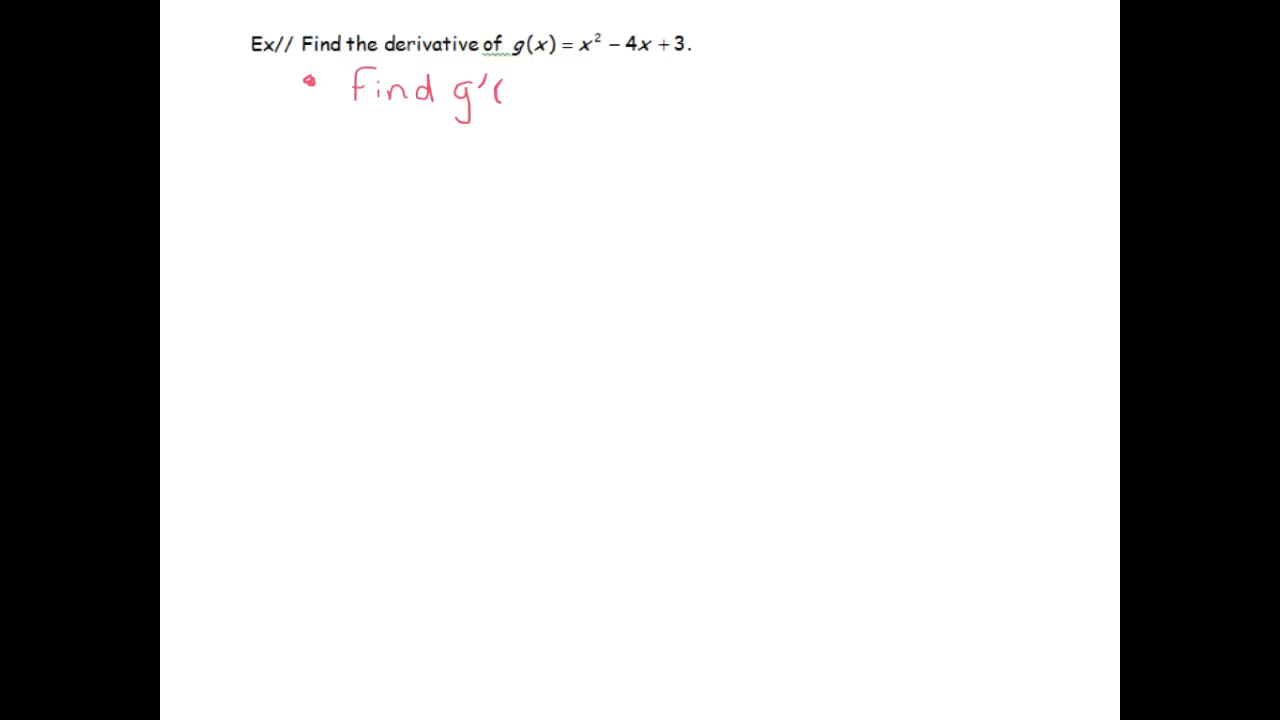 Ex// Find the derivative of g(x) = x² − 4x + 3.
• Find g'(